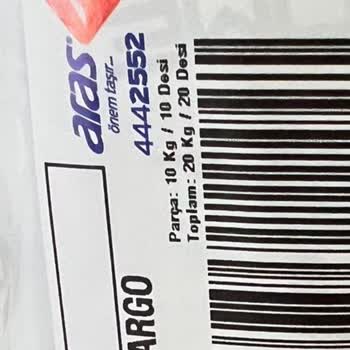 aras
önem taşır...
4442552
Parça: 10 Kg / 10 Desi
Toplam: 20 Kg / 20 Desi
ARGO